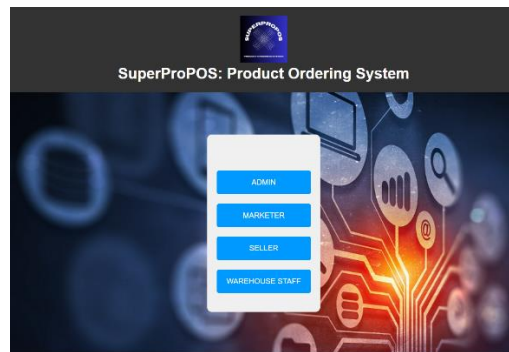 SUPERPROPOS
SuperProPOS: Product Ordering System
ADMIN
MARKETER
SELLER
WAREHOUSE STAFF
@